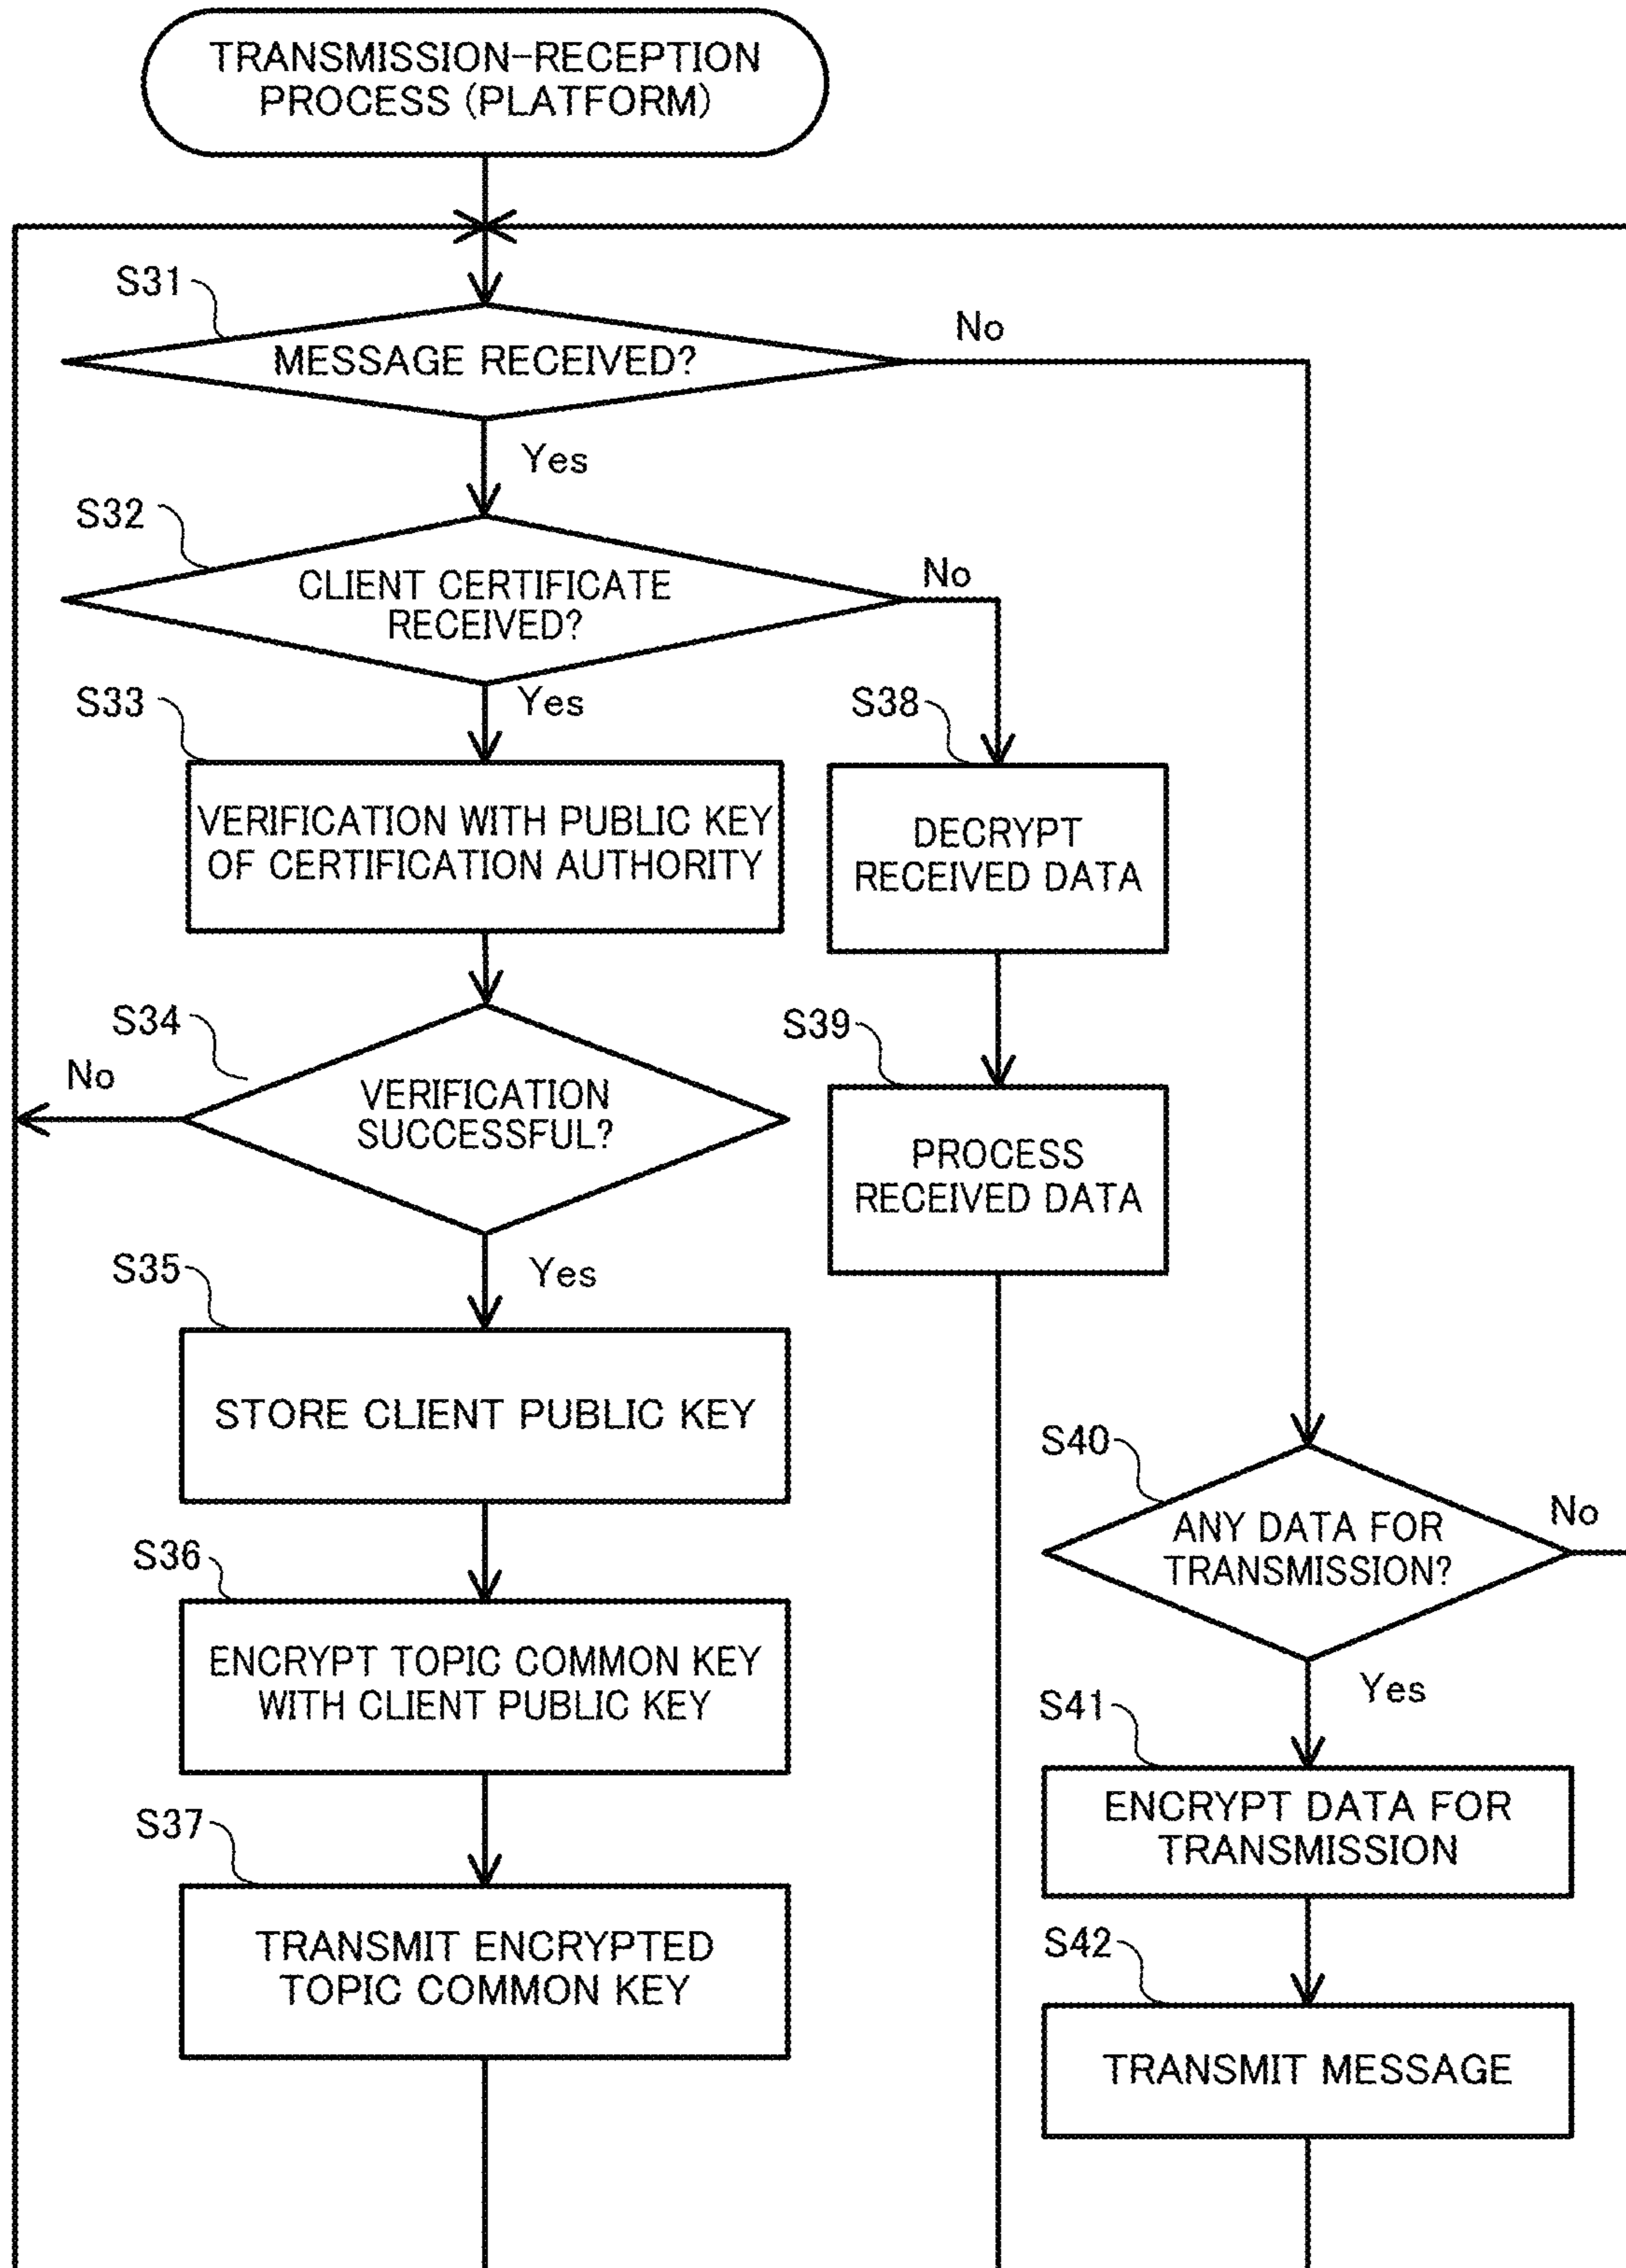 TRANSMISSION-RECEPTION
PROCESS (PLATFORM)
S31
MESSAGE RECEIVED?
No
Yes
S32
CLIENT CERTIFICATE
RECEIVED?
No
Yes
S33
VERIFICATION WITH PUBLIC KEY
OF CERTIFICATION AUTHORITY
S38
DECRYPT
RECEIVED DATA
S34
No
VERIFICATION
SUCCESSFUL?
Yes
S39
PROCESS
RECEIVED DATA
S35
STORE CLIENT PUBLIC KEY
S40
ANY DATA FOR
TRANSMISSION?
No
Yes
S36
ENCRYPT TOPIC COMMON KEY
WITH CLIENT PUBLIC KEY
S41
ENCRYPT DATA FOR
TRANSMISSION
S37
TRANSMIT ENCRYPTED
TOPIC COMMON KEY
S42
TRANSMIT MESSAGE